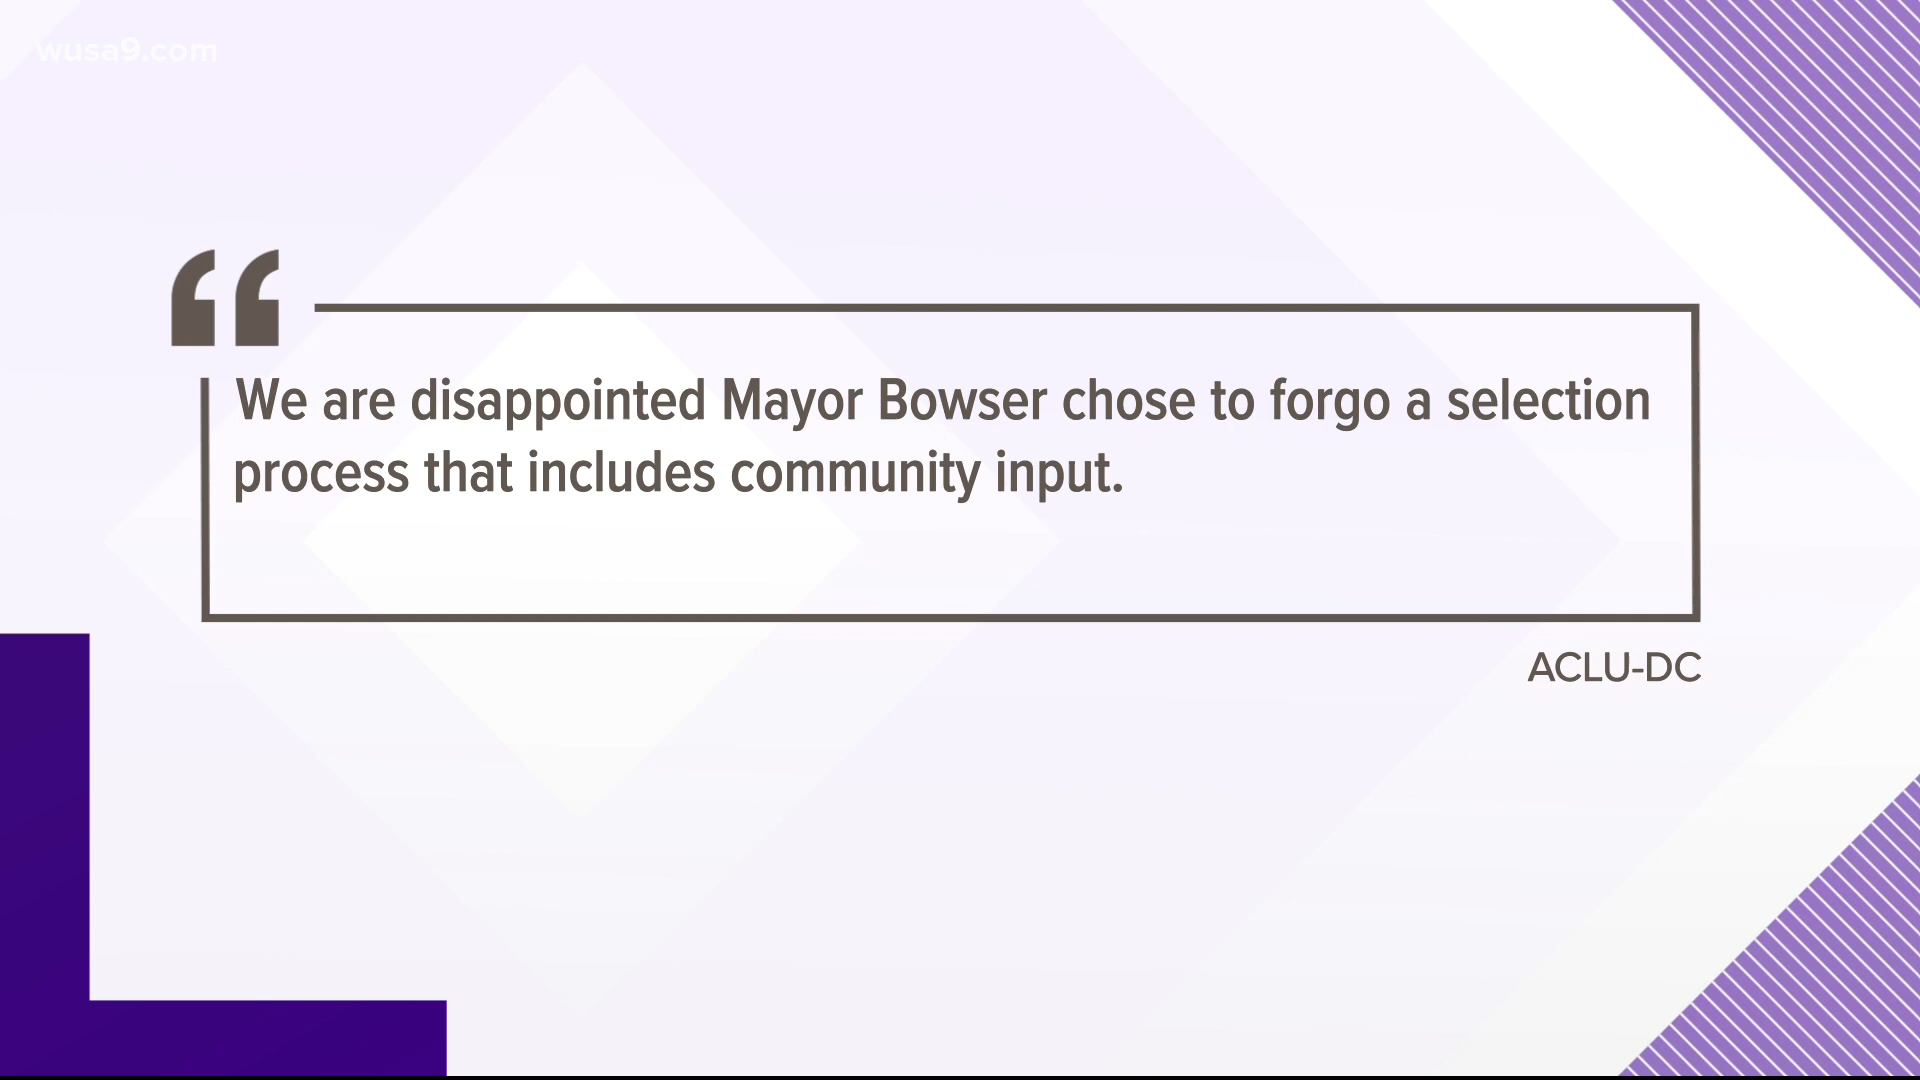 wusa9.com
“
We are disappointed Mayor Bowser chose to forgo a selection
process that includes community input.
ACLU-DC